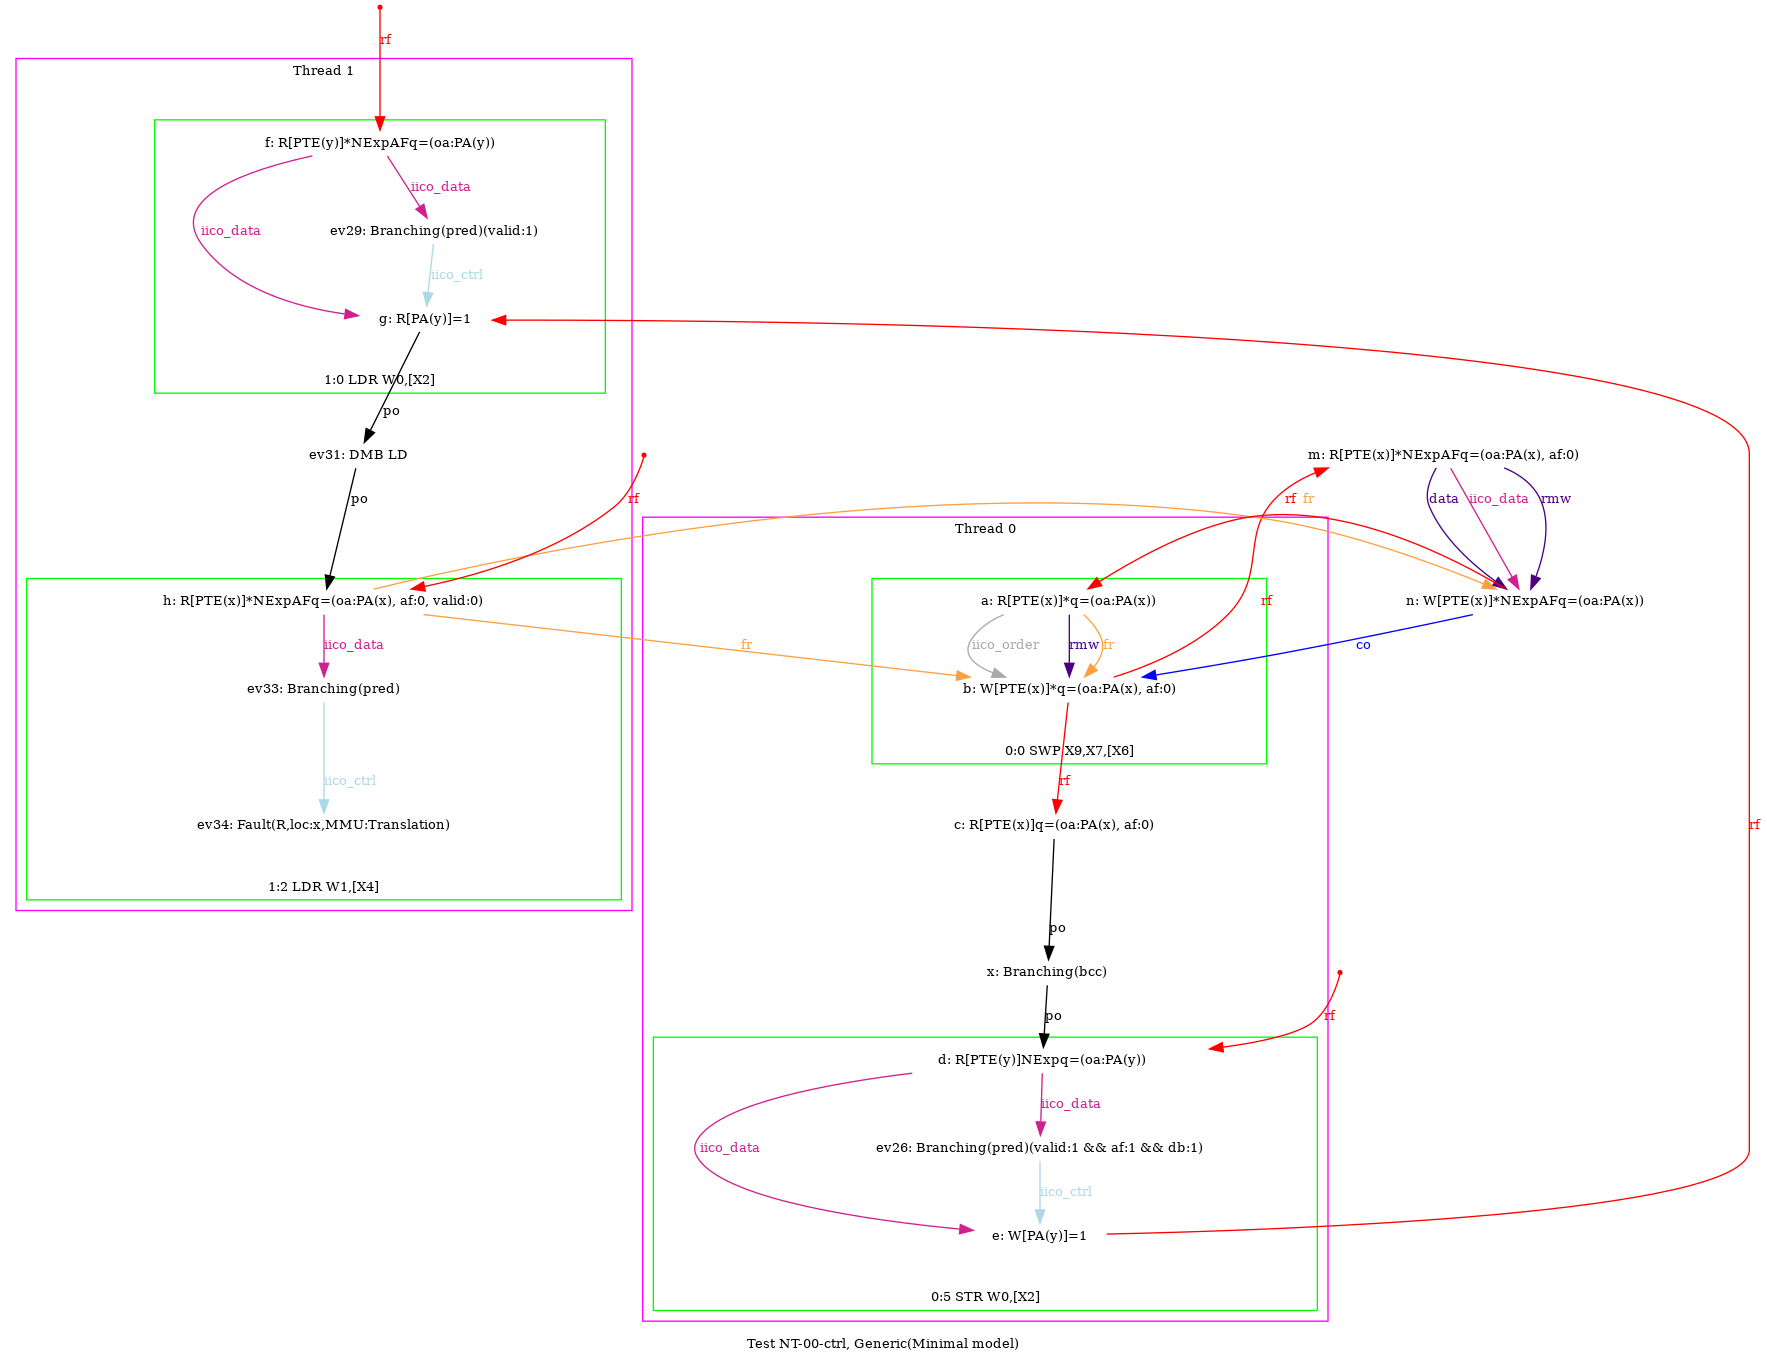 rf
Thread 1
f: R[PTE(y)]*NExpAFq=(oa:PA(y))
iico_data
ev29: Branching(pred)(valid:1)
iico_data
iico_ctrl
g: R[PA(y)]=1
1:0 LDR W0,[X2]
po
ev31: DMB LD
m: R[PTE(x)]*NExpAFq=(oa:PA(x), af:0)
po
rf
rf
fr
data
iico_data
rmw
Thread 0
h: R[PTE(x)]*NExpAFq=(oa:PA(x), af:0, valid:0)
a: R[PTE(x)]*q=(oa:PA(x))
rf
n: W[PTE(x)]*NExpAFq=(oa:PA(x))
iico_data
fr
iico_order
rmw
fr
co
ev33: Branching(pred)
b: W[PTE(x)]*q=(oa:PA(x), af:0)
0:0 SWP X9,X7,[X6]
iico_ctrl
rf
ev34: Fault(R,loc:x,MMU:Translation)
c: R[PTE(x)]q=(oa:PA(x), af:0)
rf
1:2 LDR W1,[X4]
po
x: Branching(bcc)
po
rf
d: R[PTE(y)]NExpq=(oa:PA(y))
iico_data
iico_data
ev26: Branching(pred)(valid:1 && af:1 && db:1)
iico_ctrl
e: W[PA(y)]=1
0:5 STR W0,[X2]
Test NT-00-ctrl, Generic(Minimal model)